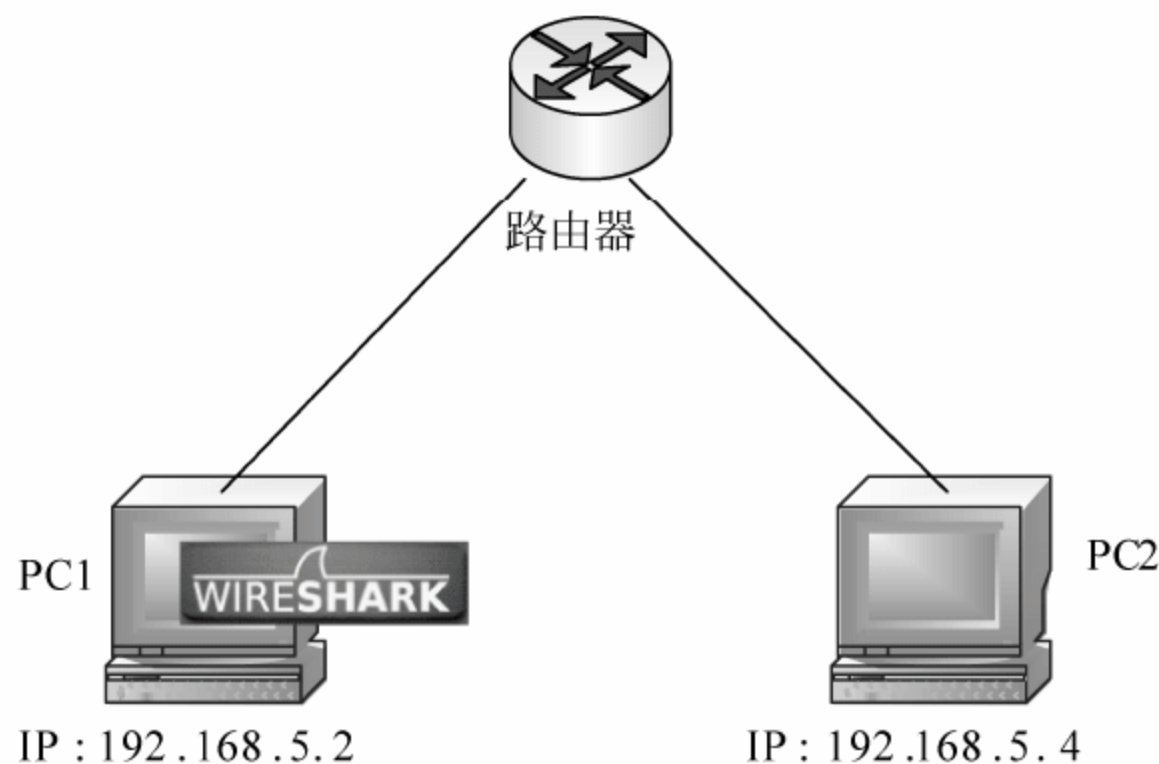 路由器
PC1
WIRESHARK
PC2
IP : 192 .168 .5 . 2
IP : 192 .168 .5 . 4